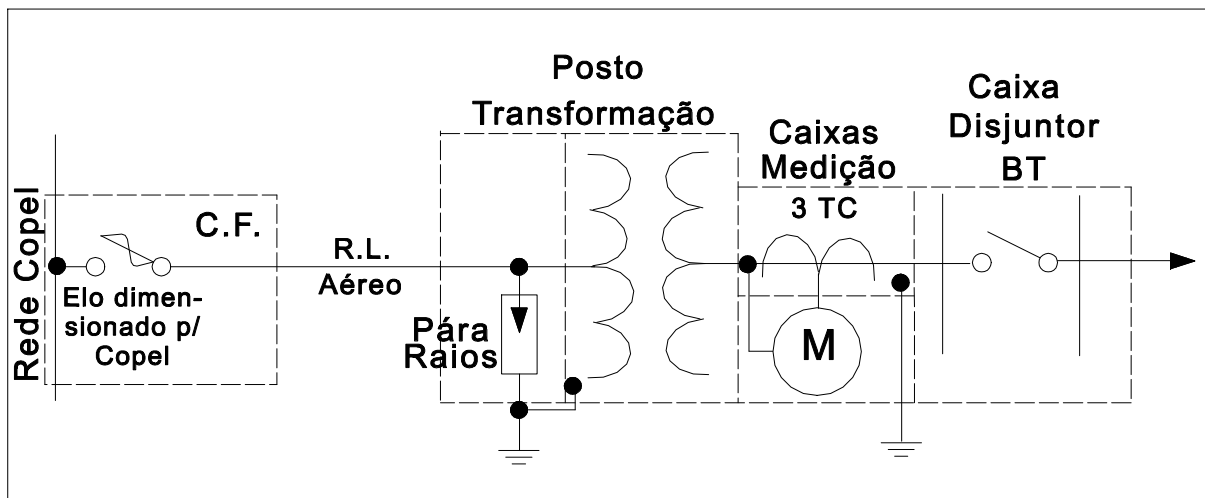 Rede Copel
C.F.
Elo dimen-
sionado p/
Copel
R.L.
Aéreo
Posto
Transformação
Pára
Raios
Caixas
Medição
3 TC
M
Caixa
Disjuntor
BT